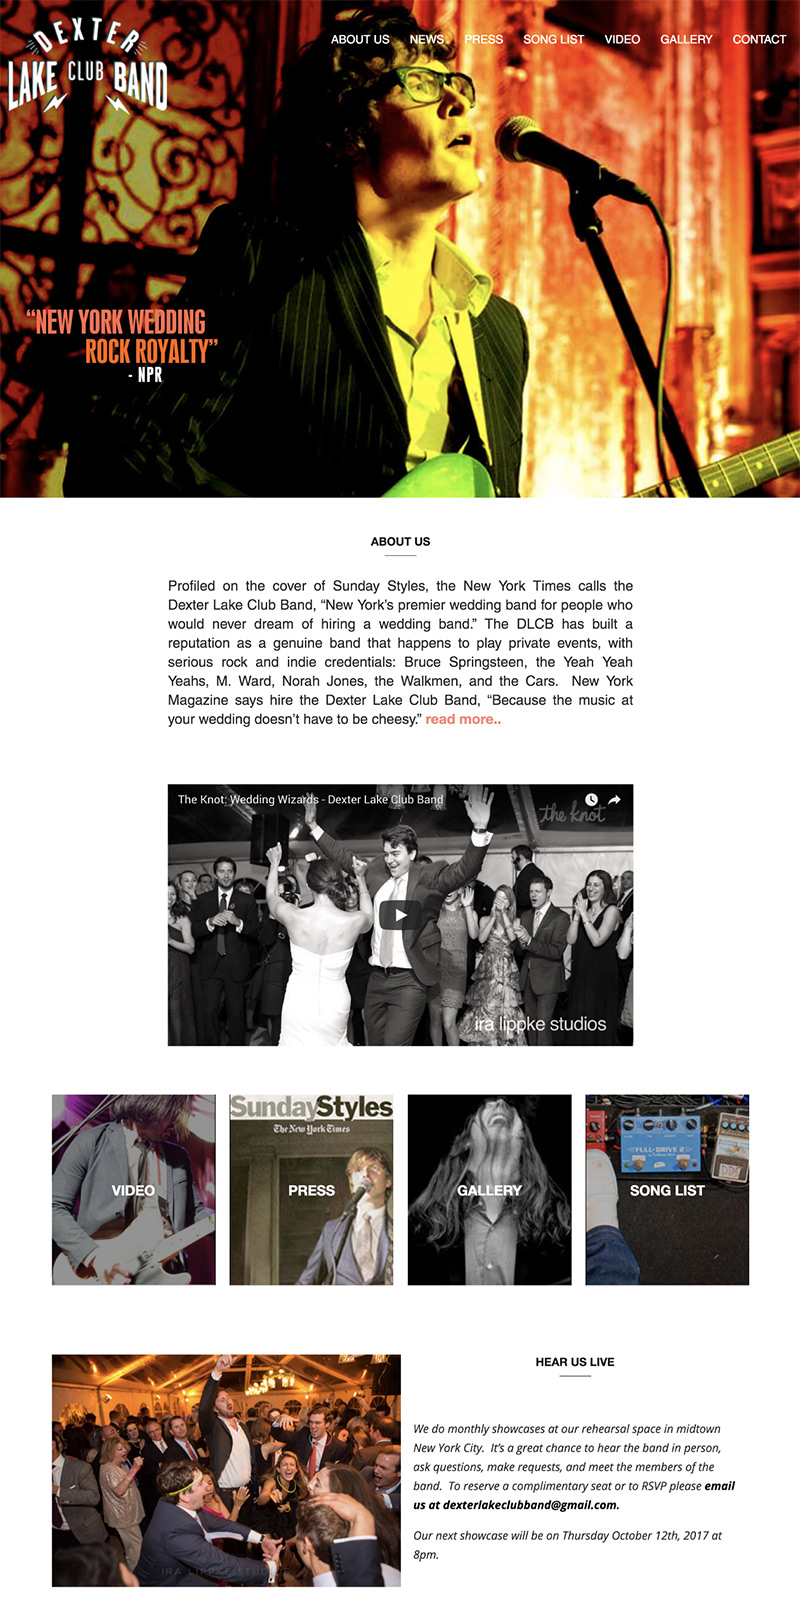 DEXTER
LAKE CLUB BAND
ABOUT US NEWS PRESS SONG LIST VIDEO GALLERY CONTACT
“NEW YORK WEDDING
ROCK ROYALTY”
- NPR
ABOUT US
Profiled on the cover of Sunday Styles, the New York Times calls the
Dexter Lake Club Band, “New York’s premier wedding band for people who
would never dream of hiring a wedding band.” The DLCB has built a
reputation as a genuine band that happens to play private events, with
serious rock and indie credentials: Bruce Springsteen, the Yeah Yeah
Yeahs, M. Ward, Norah Jones, the Walkmen, and the Cars. New York
Magazine says hire the Dexter Lake Club Band, “Because the music at
your wedding doesn’t have to be cheesy.” read more..
The Knot: Wedding Wizards - Dexter Lake Club Band
the knot
ira lippke studios
SundayStyles
The New York Times
FULL-DRIVE 2
VIDEO PRESS GALLERY SONG LIST
HEAR US LIVE
We do monthly showcases at our rehearsal space in midtown
New York City. It’s a great chance to hear the band in person,
ask questions, make requests, and meet the members of the
band. To reserve a complimentary seat or to RSVP please email
us at dexterlakeclubband@gmail.com.
Our next showcase will be on Thursday October 12th, 2017 at
8pm.
IRA LIPPKE STUDIOS